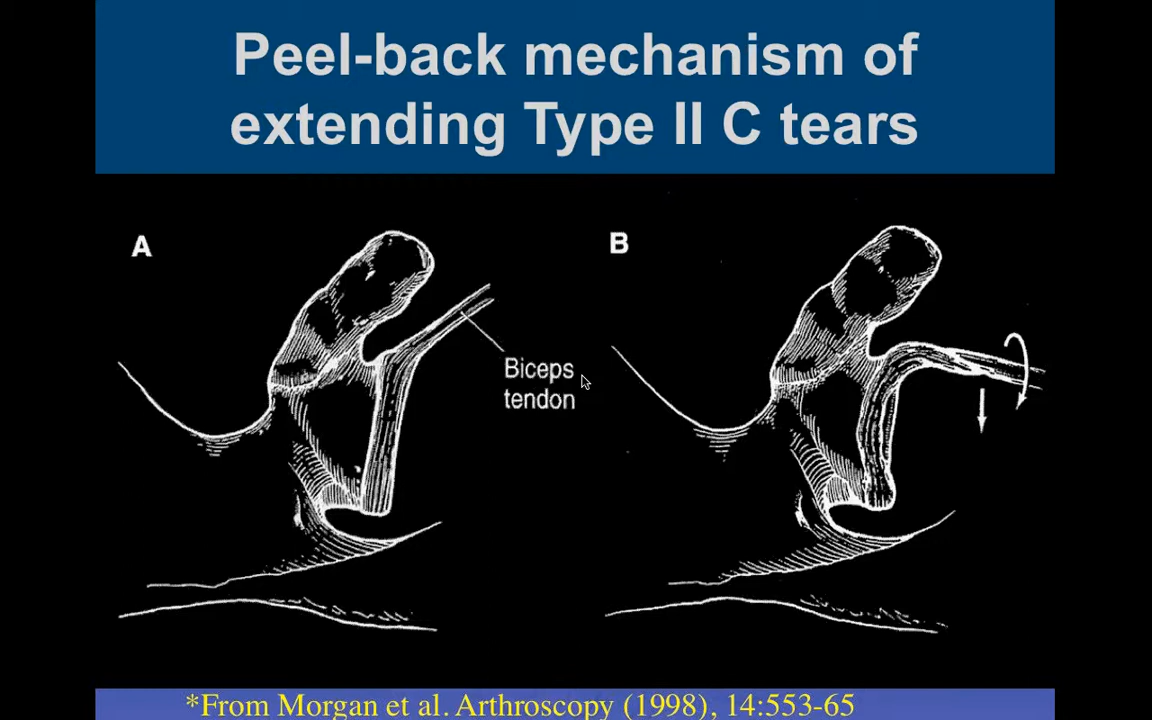 Peel-back mechanism of
extending Type II C tears
A
B
Biceps
tendon
*From Morgan et al. Arthroscopy (1998), 14:553-65